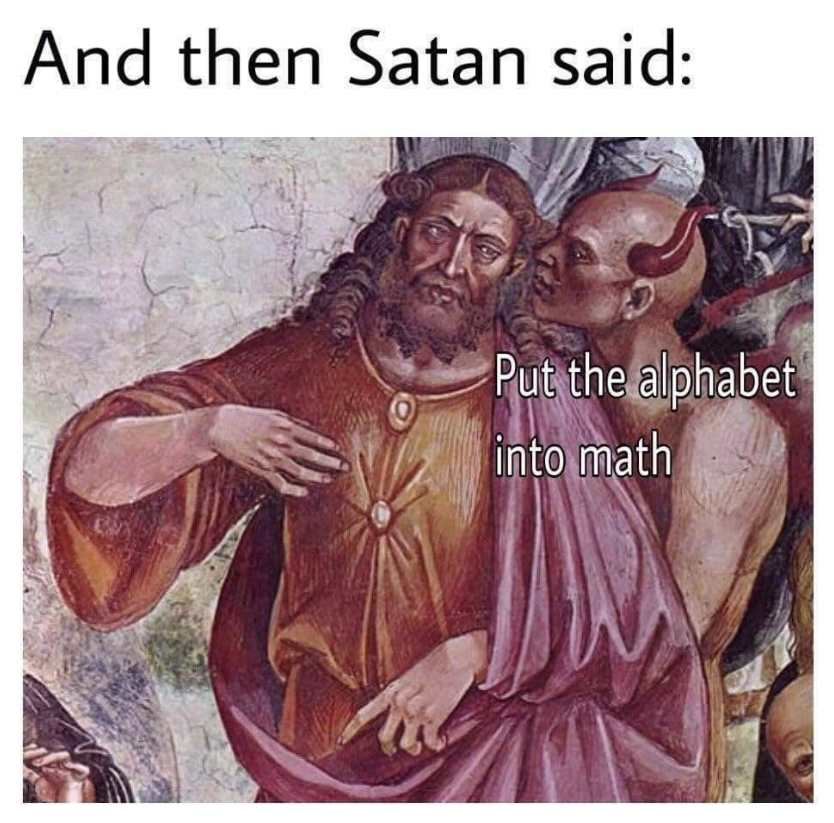 And then Satan said:
Put the alphabet
into math